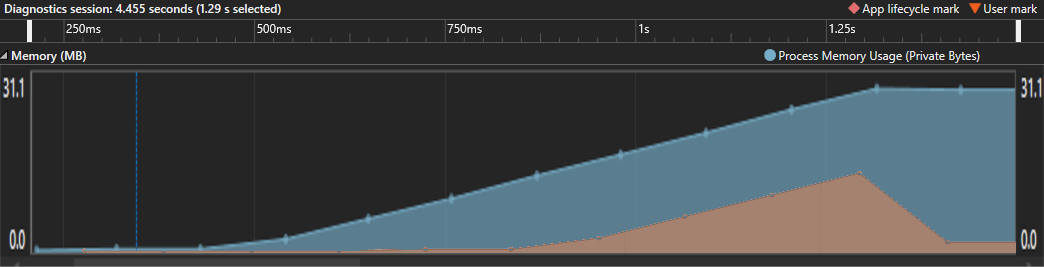 Diagnostics session: 4.455 seconds (1.29 s selected)
App lifecycle mark
User mark
250ms
500ms
750ms
1s
1.25s
Memory (MB)
Process Memory Usage (Private Bytes)
31.1
31.1
0.0
0.0